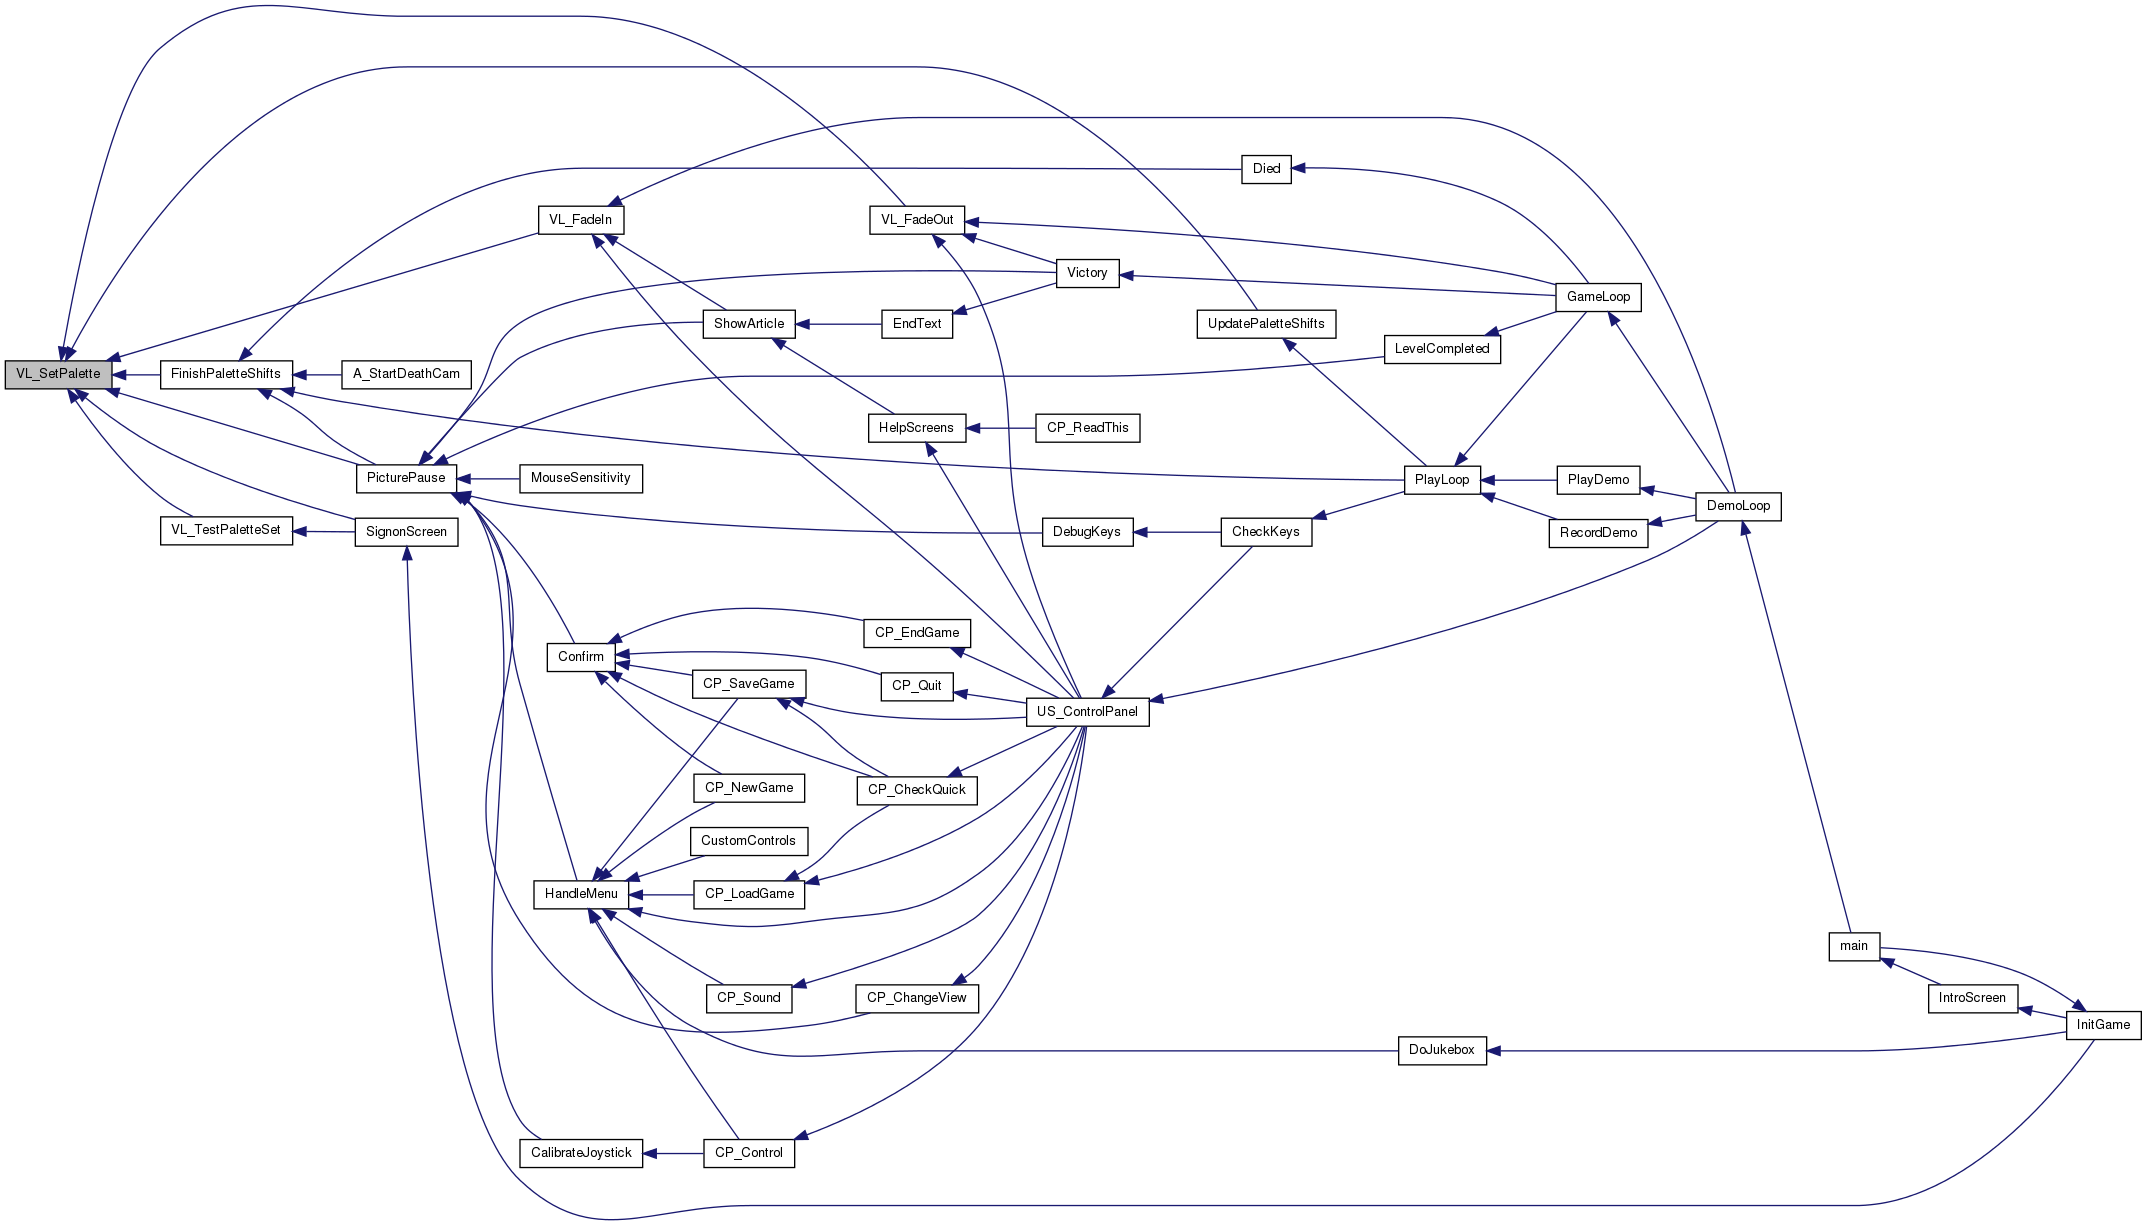 VL_SetPalette
FinishPaletteShifts
VL_TestPaletteSet
A_StartDeathCam
PicturePause
SignonScreen
VL_FadeIn
MouseSensitivity
Confirm
HandleMenu
CalibrateJoystick
ShowArticle
CP_SaveGame
CP_NewGame
CustomControls
CP_LoadGame
CP_Sound
CP_Control
VL_FadeOut
EndText
HelpScreens
CP_EndGame
CP_Quit
CP_CheckQuick
CP_ChangeView
Victory
CP_ReadThis
DebugKeys
US_ControlPanel
Died
UpdatePaletteShifts
CheckKeys
LevelCompleted
PlayLoop
DoJukebox
GameLoop
PlayDemo
RecordDemo
DemoLoop
main
IntroScreen
InitGame